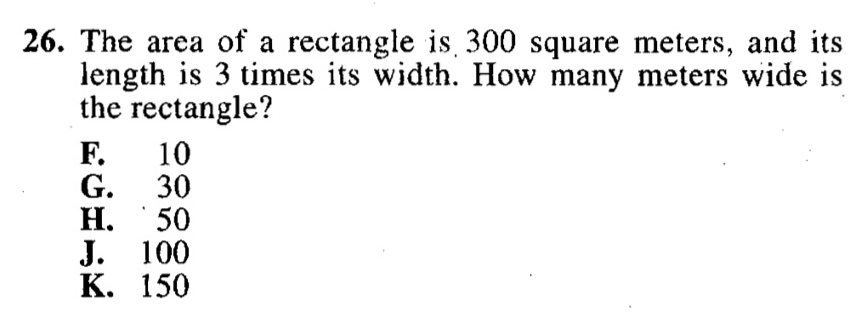 26. The area of a rectangle is 300 square meters, and its
length is 3 times its width. How many meters wide is
the rectangle?
F. 10
G. 30
H. 50
J. 100
K. 150